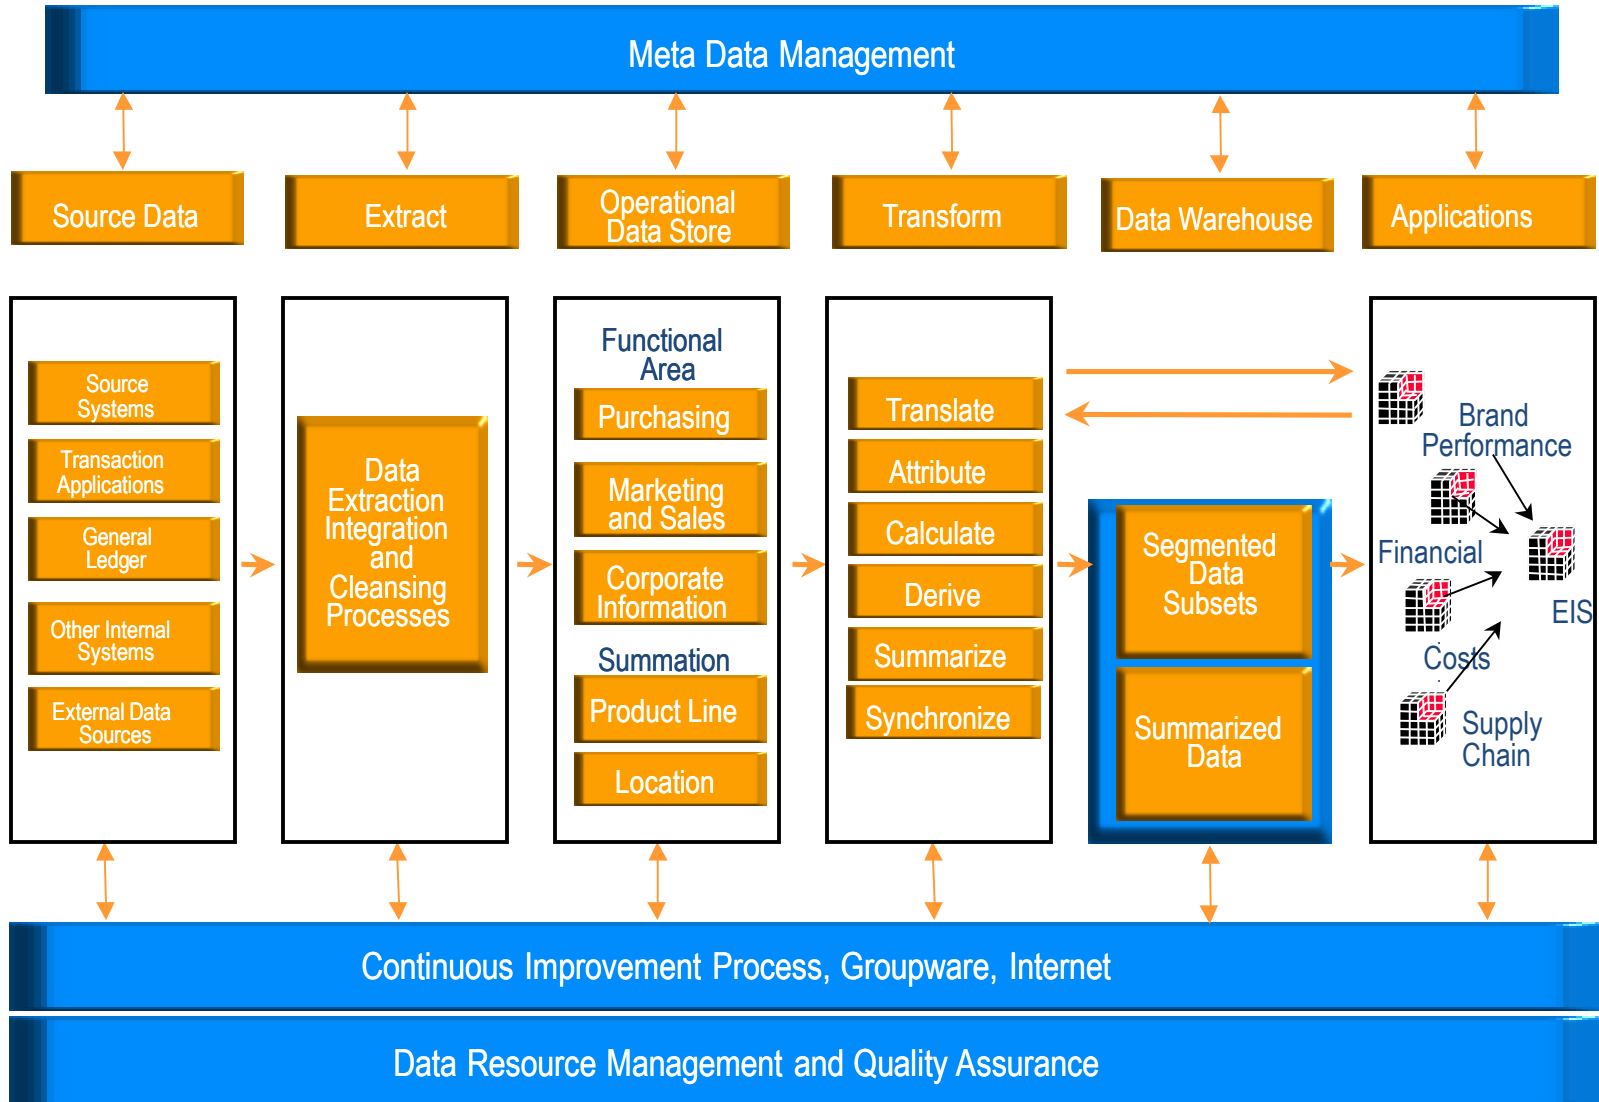 Meta Data Management
Source Data
Extract
Operational
Data Store
Transform
Data Warehouse
Applications
Source
Systems
Transaction
Applications
General
Ledger
Other Internal
Systems
External Data
Sources
Data
Extraction
Integration
and
Cleansing
Processes
Functional
Area
Purchasing
Marketing
and Sales
Corporate
Information
Summation
Product Line
Location
Translate
Attribute
Calculate
Derive
Summarize
Synchronize
Segmented
Data
Subsets
Summarized
Data
Brand
Performance
Financial
EIS
Costs
Supply
Chain
Continuous Improvement Process, Groupware, Internet
Data Resource Management and Quality Assurance